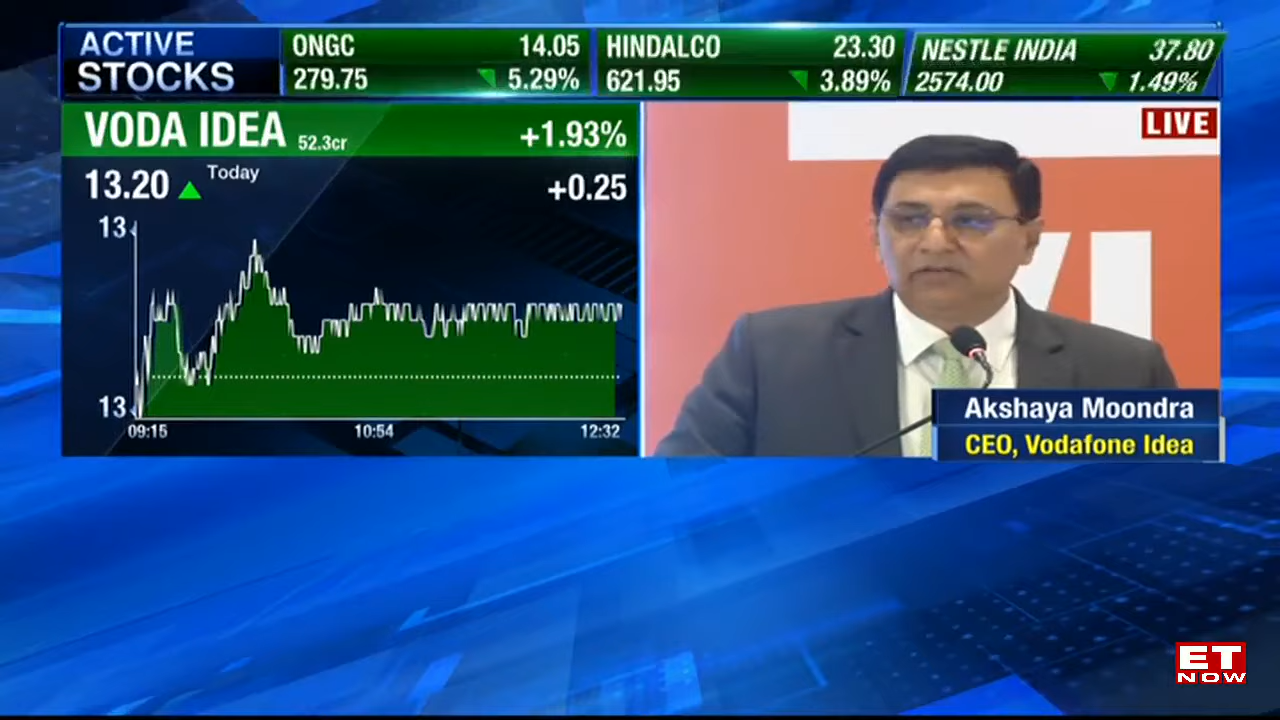 ACTIVE
STOCKS
ONGC 14.05
279.75 5.29%
HINDALCO 23.30
621.95 3.89%
NESTLE INDIA 37.80
2574.00 1.49%
VODA IDEA 52.3cr +1.93%
13.20 Today +0.25
13
13
09:15 10:54 12:32
LIVE
VI
Akshaya Moondra
CEO, Vodafone Idea
ET
NOW